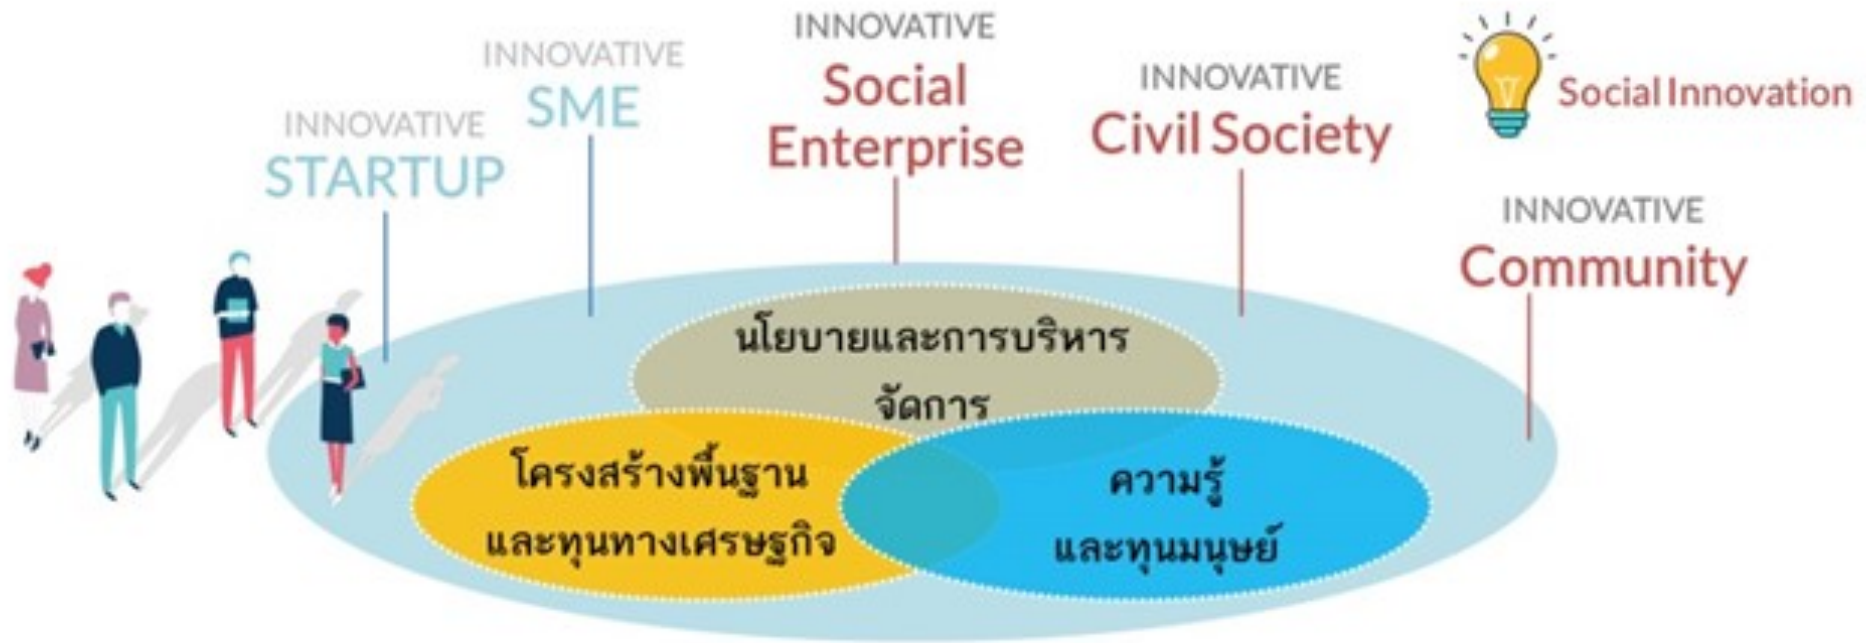 INNOVATIVE
STARTUP
INNOVATIVE
SME
INNOVATIVE
Social
Enterprise
INNOVATIVE
Civil Society
Social Innovation
INNOVATIVE
Community
นโยบายและการบริหาร
จัดการ
โครงสร้างพื้นฐาน
และทุนทางเศรษฐกิจ
ความรู้
และทุนมนุษย์